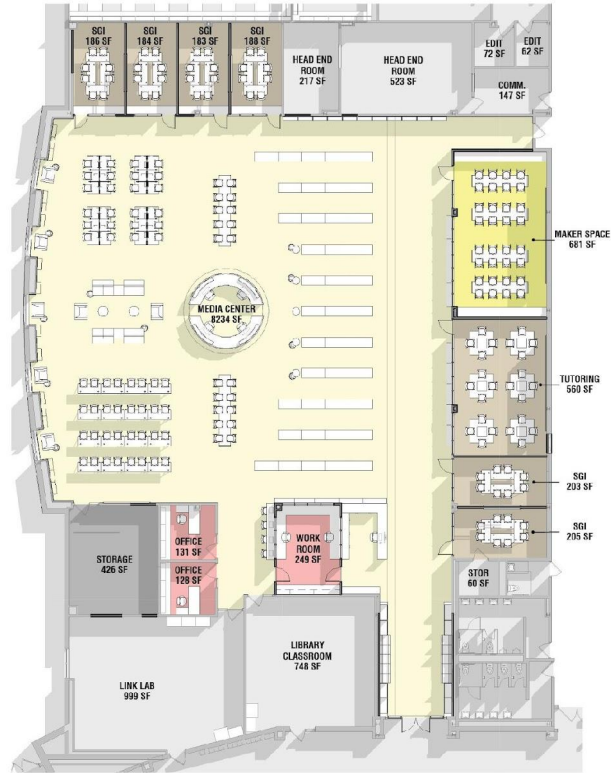 SGI
186 SF
SGI
184 SF
SGI
183 SF
SGI
188 SF
HEAD END
ROOM
217 SF
HEAD END
ROOM
523 SF
EDIT
72 SF
EDIT
62 SF
COMM.
147 SF
MAKER SPACE
681 SF
MEDIA CENTER
8234 SF
TUTORING
560 SF
SGI
203 SF
SGI
205 SF
STORAGE
426 SF
OFFICE
131 SF
OFFICE
128 SF
WORK
ROOM
249 SF
STOR
60 SF
LINK LAB
999 SF
LIBRARY
CLASSROOM
748 SF